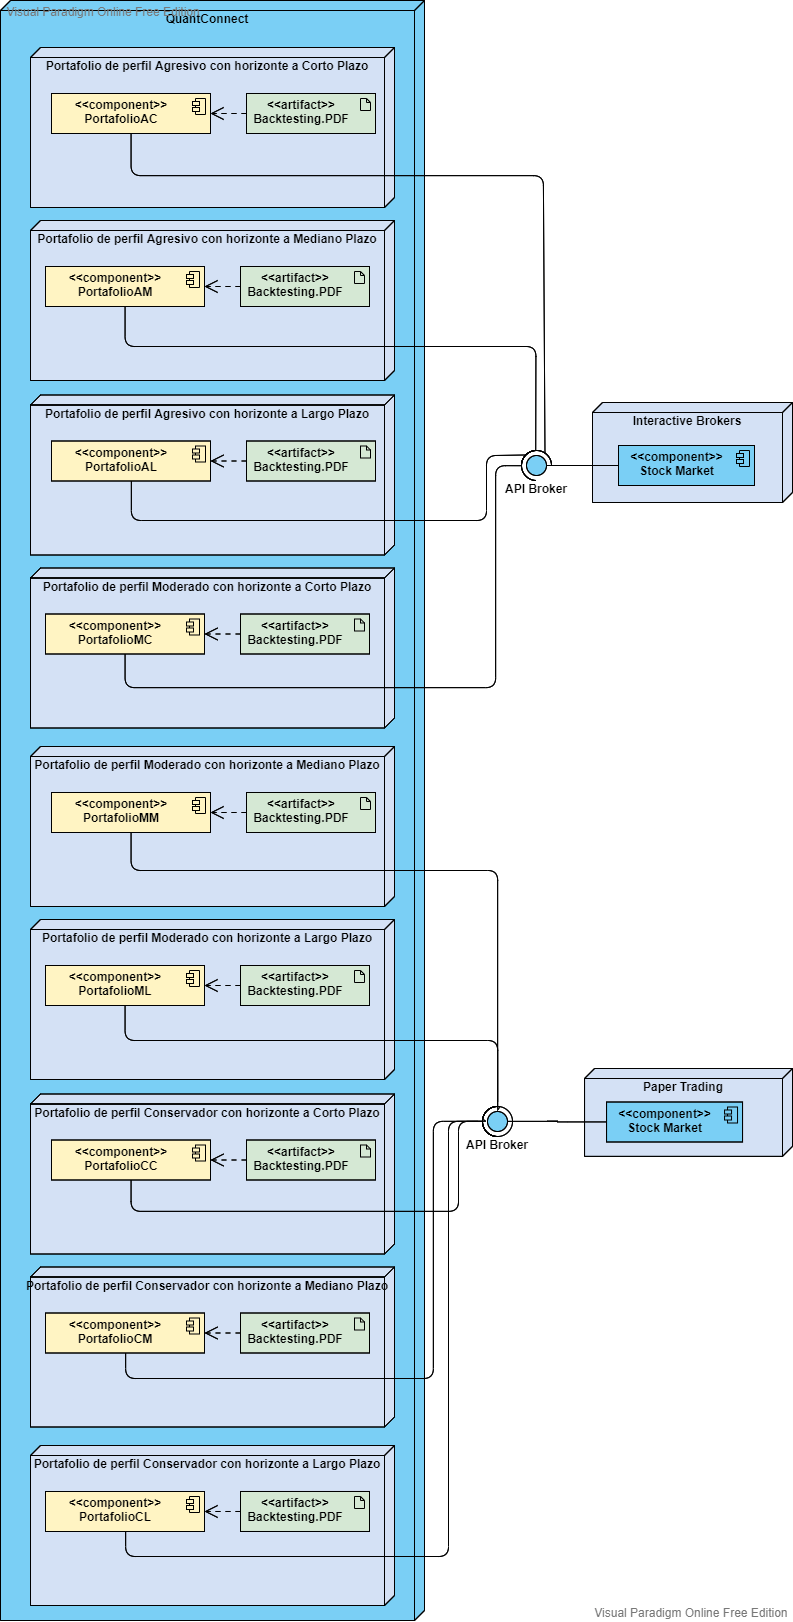 Visual Paradigm Online Free Edition
QuantConnect
Portafolio de perfil Agresivo con horizonte a Corto Plazo
<<component>>
PortafolioAC
<<artifact>>
Backtesting.PDF
Portafolio de perfil Agresivo con horizonte a Mediano Plazo
<<component>>
PortafolioAM
<<artifact>>
Backtesting.PDF
Portafolio de perfil Agresivo con horizonte a Largo Plazo
<<component>>
PortafolioAL
<<artifact>>
Backtesting.PDF
Interactive Brokers
<<component>>
Stock Market
API Broker
Portafolio de perfil Moderado con horizonte a Corto Plazo
<<component>>
PortafolioMC
<<artifact>>
Backtesting.PDF
Portafolio de perfil Moderado con horizonte a Mediano Plazo
<<component>>
PortafolioMM
<<artifact>>
Backtesting.PDF
Portafolio de perfil Moderado con horizonte a Largo Plazo
<<component>>
PortafolioML
<<artifact>>
Backtesting.PDF
Portafolio de perfil Conservador con horizonte a Corto Plazo
<<component>>
PortafolioCC
<<artifact>>
Backtesting.PDF
Paper Trading
<<component>>
Stock Market
API Broker
Portafolio de perfil Conservador con horizonte a Mediano Plazo
<<component>>
PortafolioCM
<<artifact>>
Backtesting.PDF
Portafolio de perfil Conservador con horizonte a Largo Plazo
<<component>>
PortafolioCL
<<artifact>>
Backtesting.PDF
Visual Paradigm Online Free Edition